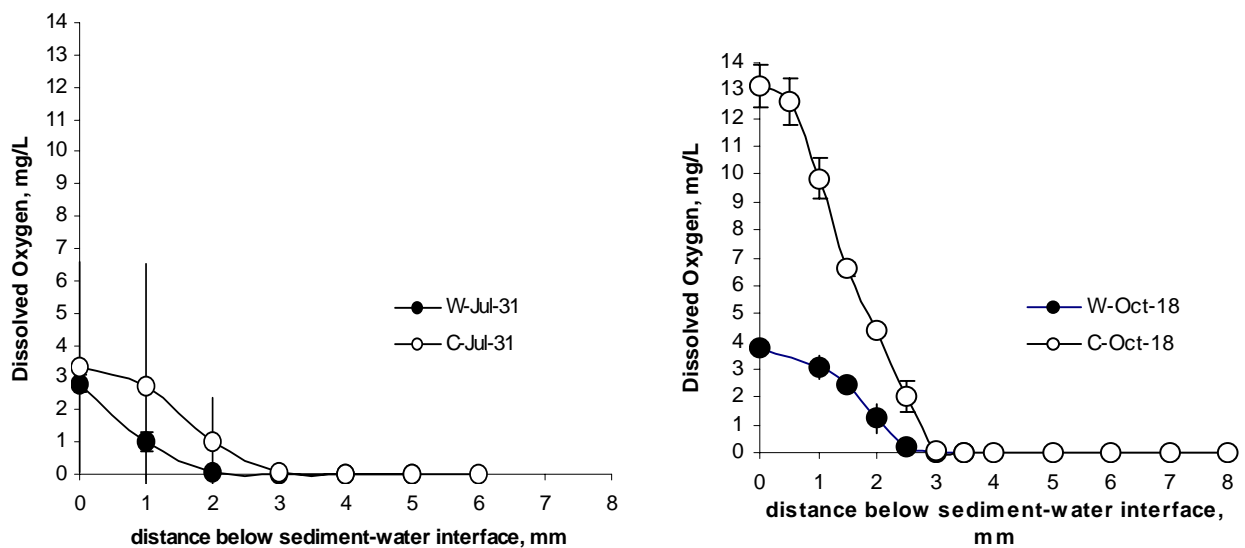 14
13
12
11
10
9
8
7
6
5
4
3
2
1
0
Dissolved Oxygen, mg/L
W-Jul-31
C-Jul-31
0 1 2 3 4 5 6 7 8
distance below sediment-water interface, mm
14
13
12
11
10
9
8
7
6
5
4
3
2
1
0
Dissolved Oxygen, mg/L
W-Oct-18
C-Oct-18
0 1 2 3 4 5 6 7 8
distance below sediment-water interface,
mm